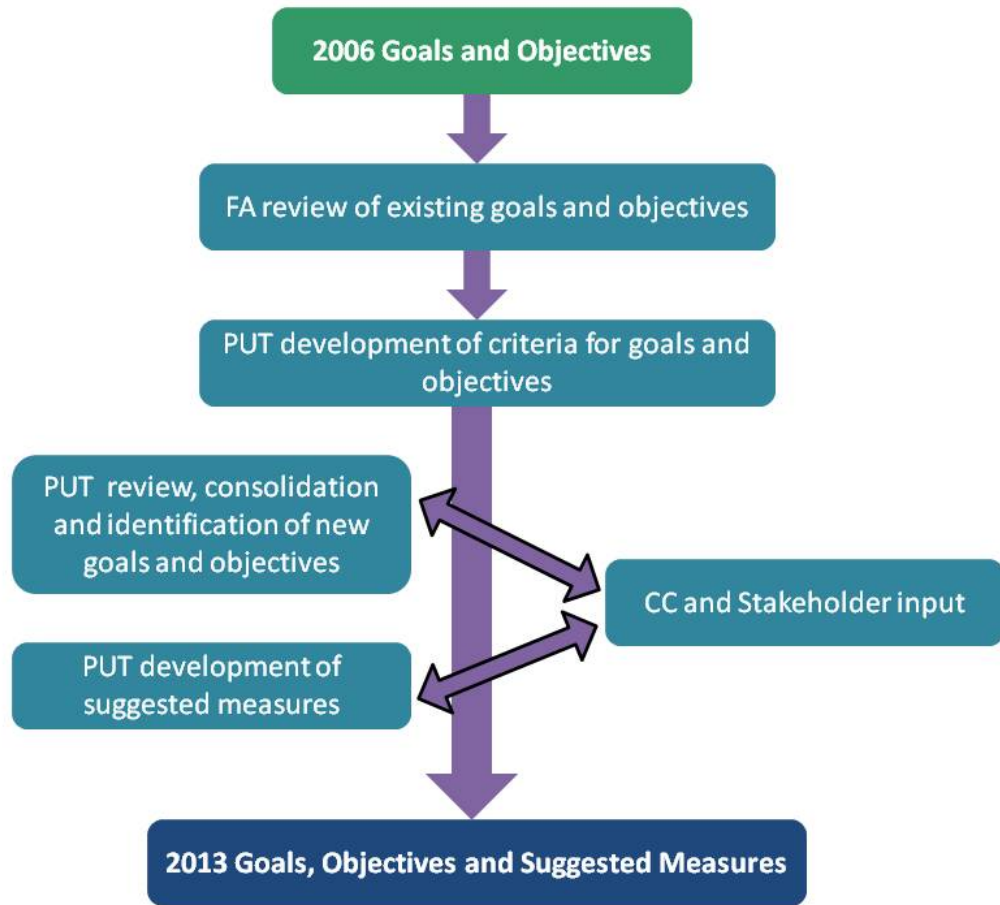 2006 Goals and Objectives
FA review of existing goals and objectives
PUT development of criteria for goals and
objectives
PUT review, consolidation
and identification of new
goals and objectives
CC and Stakeholder input
PUT development of
suggested measures
2013 Goals, Objectives and Suggested Measures